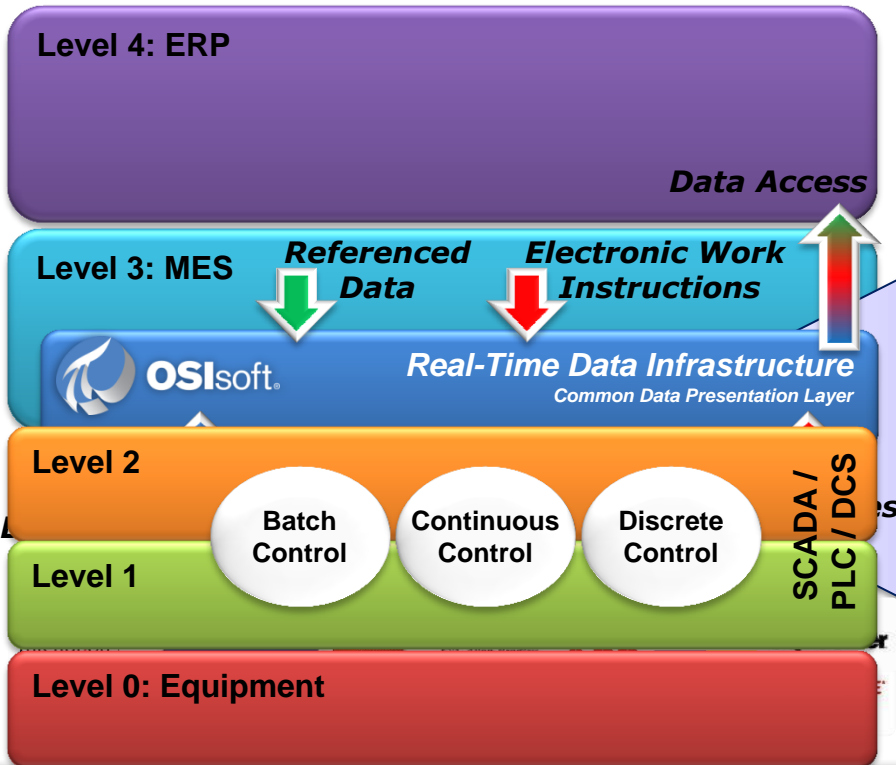 Level 4: ERP
Data Access
Level 3: MES
Referenced
Data
Electronic Work
Instructions
OSIsoft.
Real-Time Data Infrastructure
Common Data Presentation Layer
Level 2
Batch
Control
Continuous
Control
Discrete
Control
SCADA /
PLC / DCS
Level 1
Level 0: Equipment